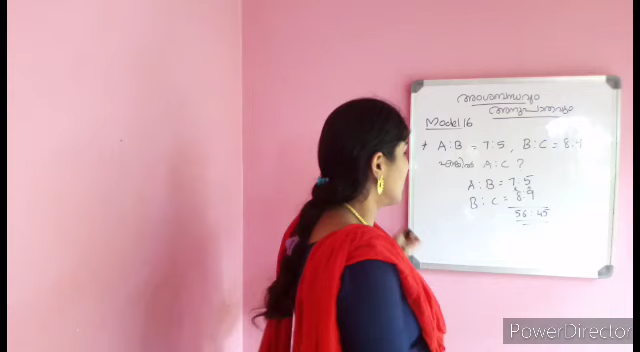 അംശബന്ധവും
അനുപാതവും
Model 16
* A:B = 7:5, B:C = 8:9
എങ്കിൽ A:C ?
A:B = 7:5
B:C = 8:9
56:45
PowerDirector